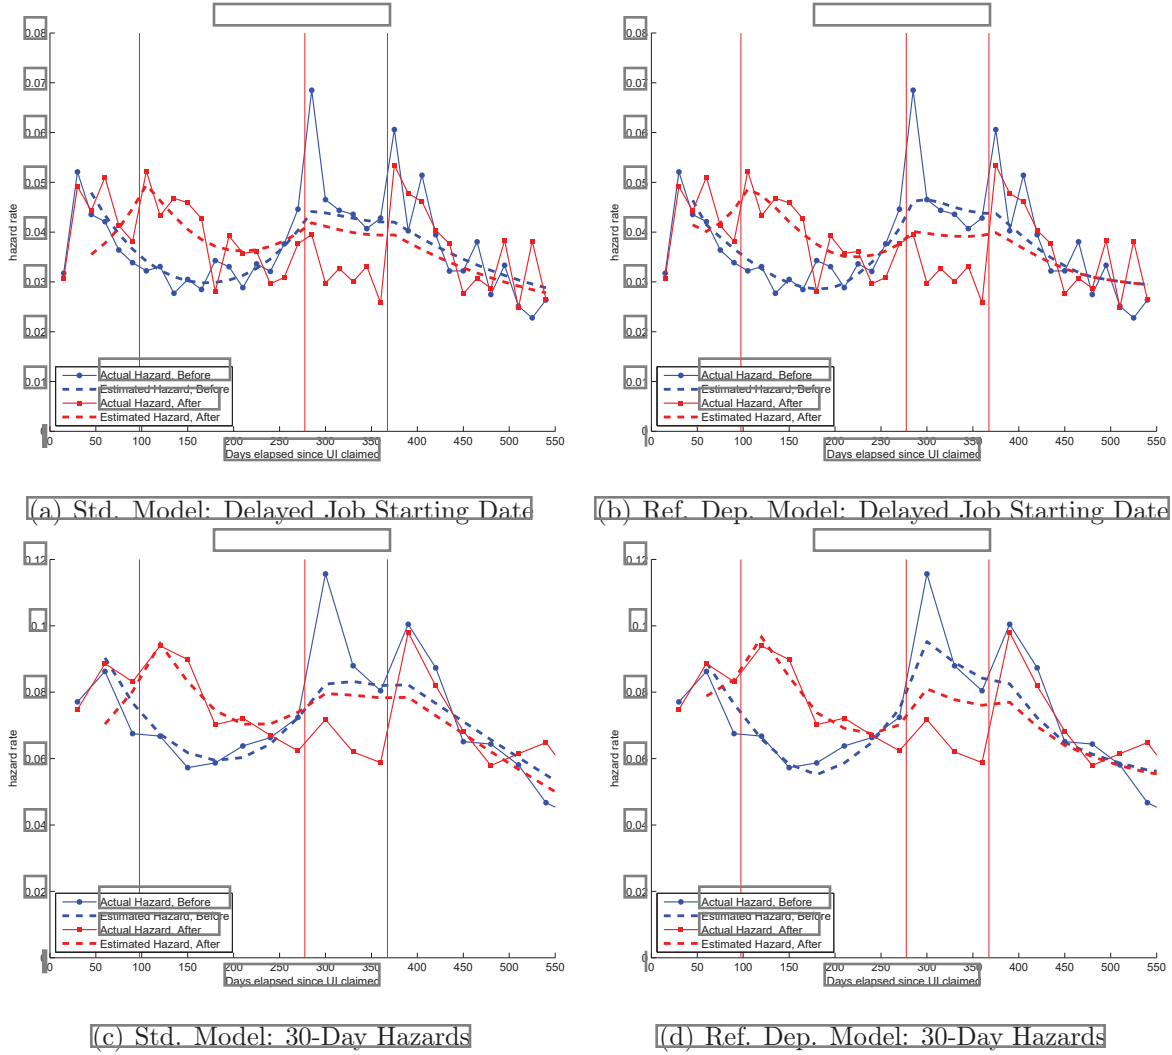 0.08 0.08
0.07 0.07
0.06 0.06
0.05 0.05
0.04 0.04
hazard rate hazard rate
0.03 0.03
0.02 0.02
0.01 0.01
Actual Hazard, Before Actual Hazard, Before
Estimated Hazard, Before Estimated Hazard, Before
Actual Hazard, After Actual Hazard, After
Estimated Hazard, After Estimated Hazard, After
0 0
0 50 100 150 200 250 300 350 400 450 500 550 0 50 100 150 200 250 300 350 400 450 500 550
Days elapsed since UI claimed Days elapsed since UI claimed
(a) Std. Model: Delayed Job Starting Date (b) Ref. Dep. Model: Delayed Job Starting Date
0.12 0.12
0.1 0.1
0.08 0.08
hazard rate hazard rate
0.06 0.06
0.04 0.04
0.02 0.02
Actual Hazard, Before Actual Hazard, Before
Estimated Hazard, Before Estimated Hazard, Before
Actual Hazard, After Actual Hazard, After
Estimated Hazard, After Estimated Hazard, After
0 0
0 50 100 150 200 250 300 350 400 450 500 550 0 50 100 150 200 250 300 350 400 450 500 550
Days elapsed since UI claimed Days elapsed since UI claimed
(c) Std. Model: 30-Day Hazards (d) Ref. Dep. Model: 30-Day Hazards